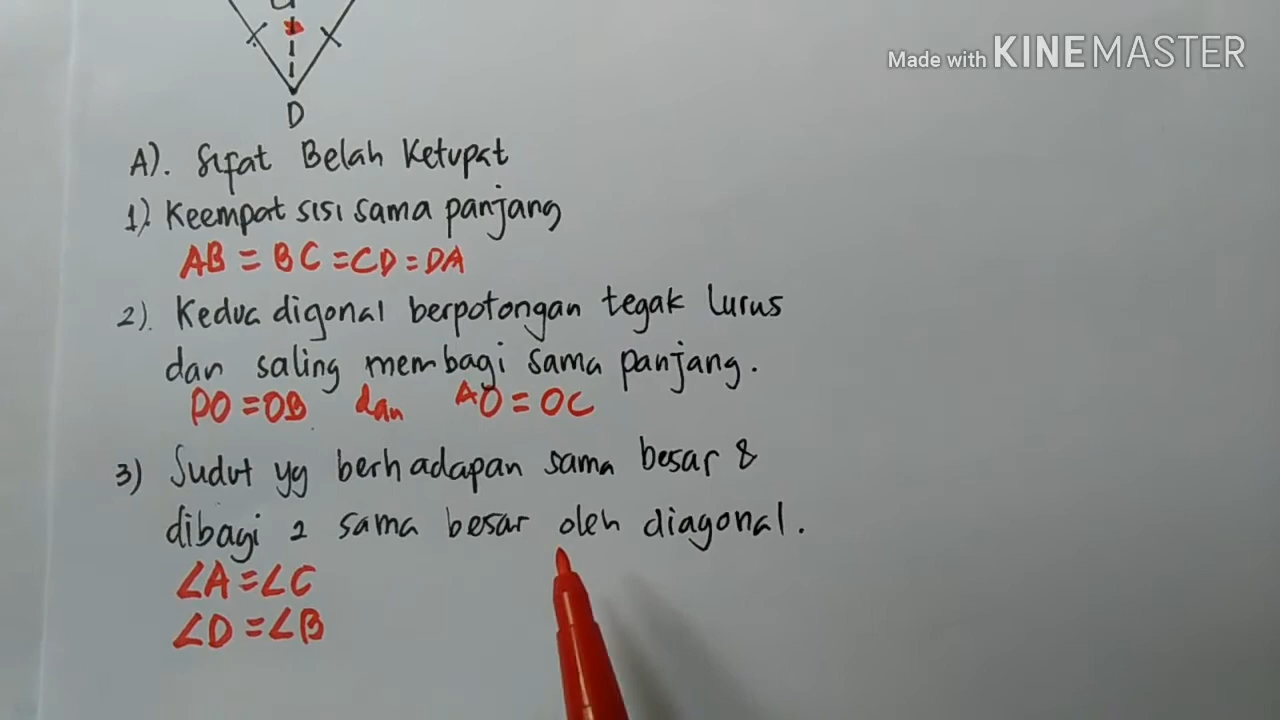 Made with KINEMASTER
D
A). Sifat Belah Ketupat
1). Keempat sisi sama panjang
AB = BC = CD = DA
2). Kedua digonal berpotongan tegak lurus
dan saling membagi sama panjang.
DO = OB dan AO = OC
3) Sudut yg berhadapan sama besar &
dibagi 2 sama besar oleh diagonal.
∠A = ∠C
∠D = ∠B